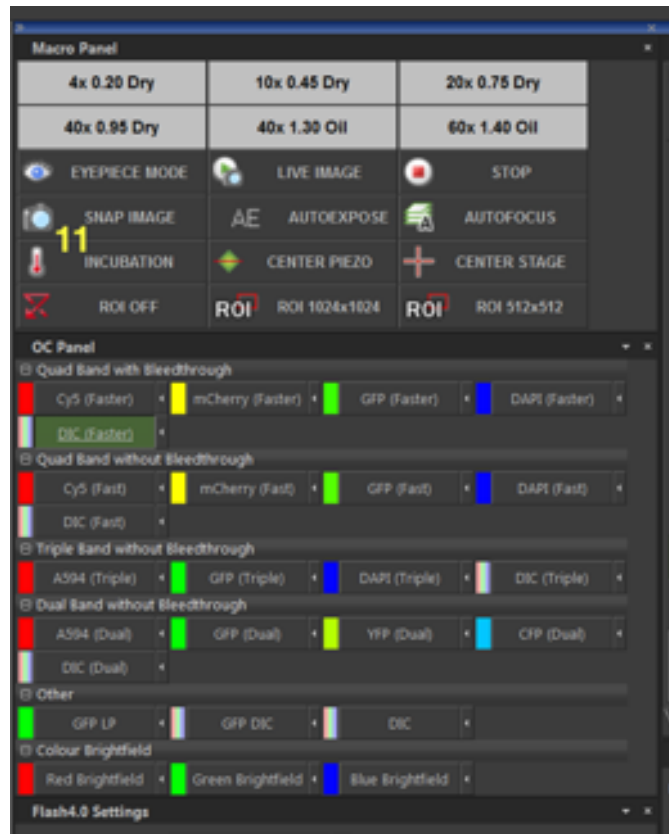 Macro Panel
4x 0.20 Dry 10x 0.45 Dry 20x 0.75 Dry
40x 0.95 Dry 40x 1.30 Oil 60x 1.40 Oil
EYEPIECE MODE LIVE IMAGE STOP
SNAP IMAGE AE AUTOEXPOSE A AUTOFOCUS
11
INCUBATION CENTER PIEZO CENTER STAGE
ROI OFF ROI ROI 1024x1024 ROI ROI 512x512
OC Panel
Quad Band with Bleedthrough
Cy5 (Faster) mCherry (Faster) GFP (Faster) DAPI (Faster)
DIC (Faster)
Quad Band without Bleedthrough
Cy5 (Fast) mCherry (Fast) GFP (Fast) DAPI (Fast)
DIC (Fast)
Triple Band without Bleedthrough
A594 (Triple) GFP (Triple) DAPI (Triple) DIC (Triple)
Dual Band without Bleedthrough
A594 (Dual) GFP (Dual) YFP (Dual) CFP (Dual)
DIC (Dual)
Other
GFP LP GFP DIC DIC
Colour Brightfield
Red Brightfield Green Brightfield Blue Brightfield
Flash4.0 Settings